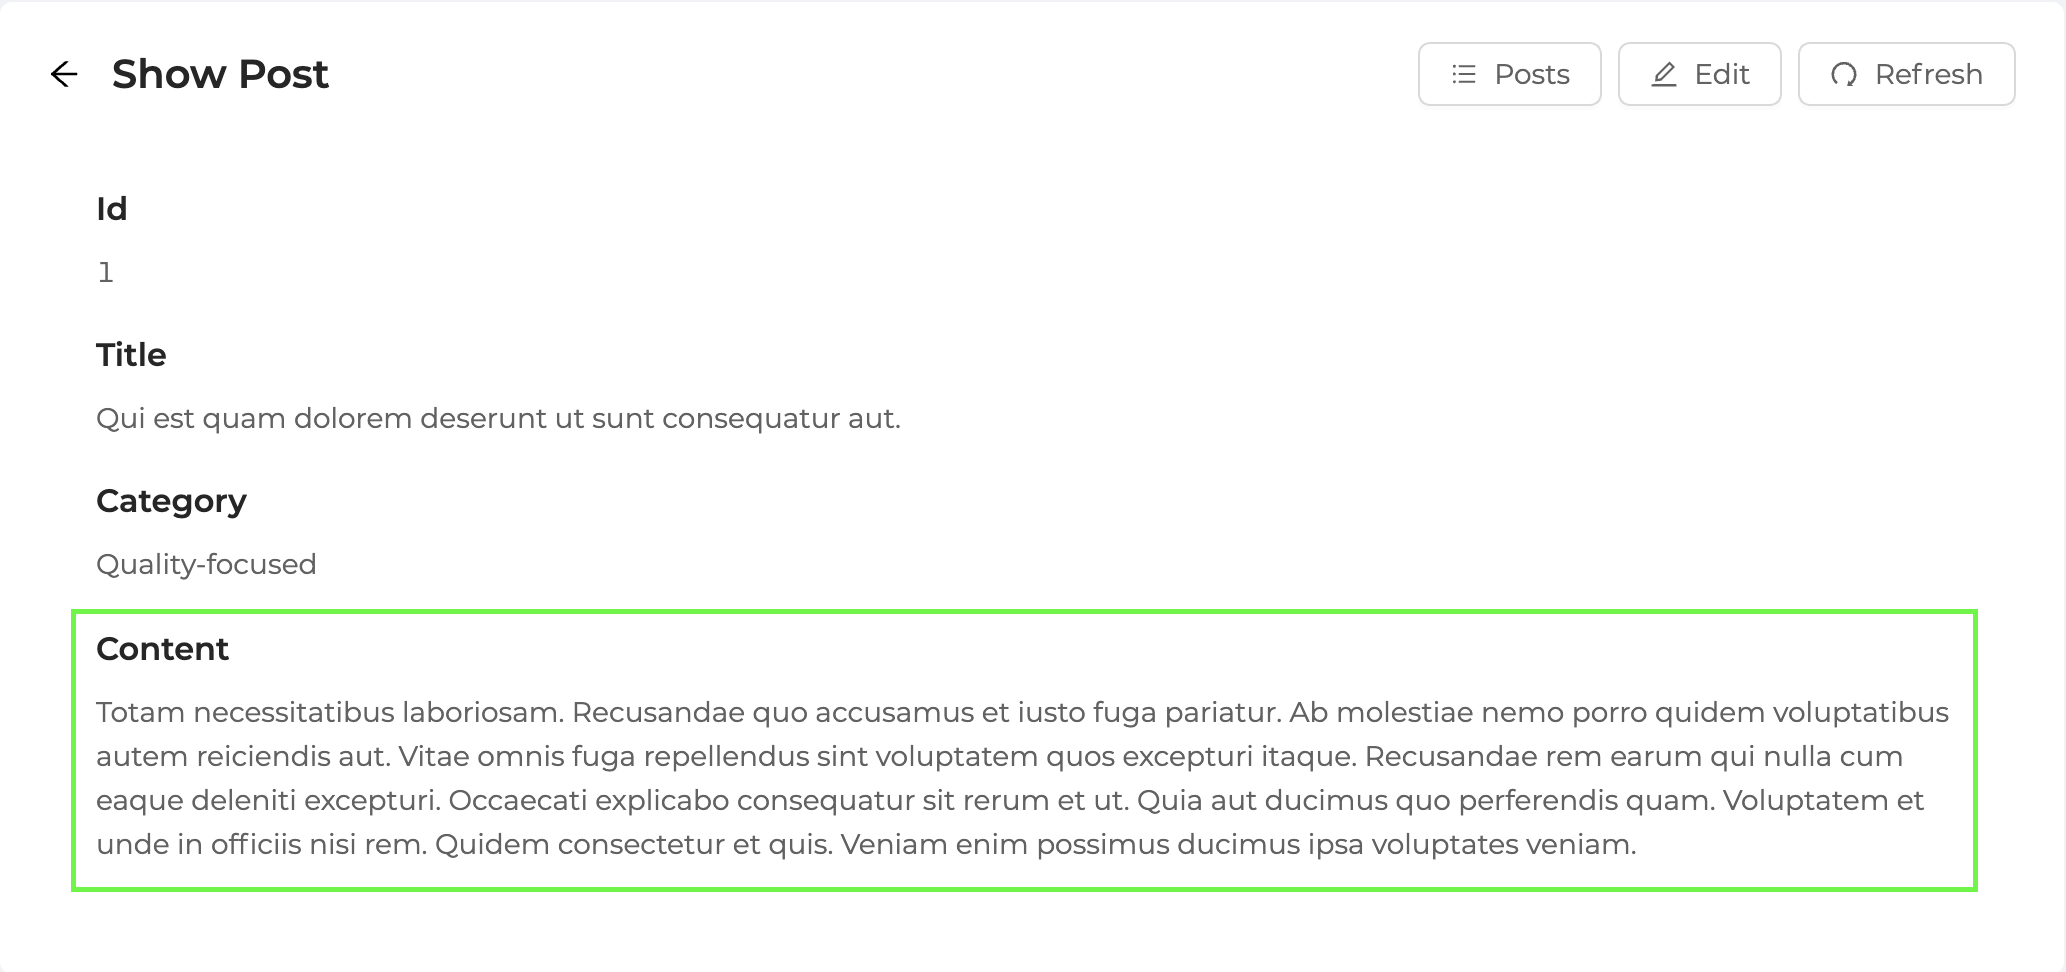 Show Post
Posts
Edit
Refresh
Id
1
Title
Qui est quam dolorem deserunt ut sunt consequatur aut.
Category
Quality-focused
Content
Totam necessitatibus laboriosam. Recusandae quo accusamus et iusto fuga pariatur. Ab molestiae nemo porro quidem voluptatibus
autem reiciendis aut. Vitae omnis fuga repellendus sint voluptatem quos excepturi itaque. Recusandae rem earum qui nulla cum
eaque deleniti excepturi. Occaecati explicabo consequatur sit rerum et ut. Quia aut ducimus quo perferendis quam. Voluptatem et
unde in officiis nisi rem. Quidem consectetur et quis. Veniam enim possimus ducimus ipsa voluptates veniam.